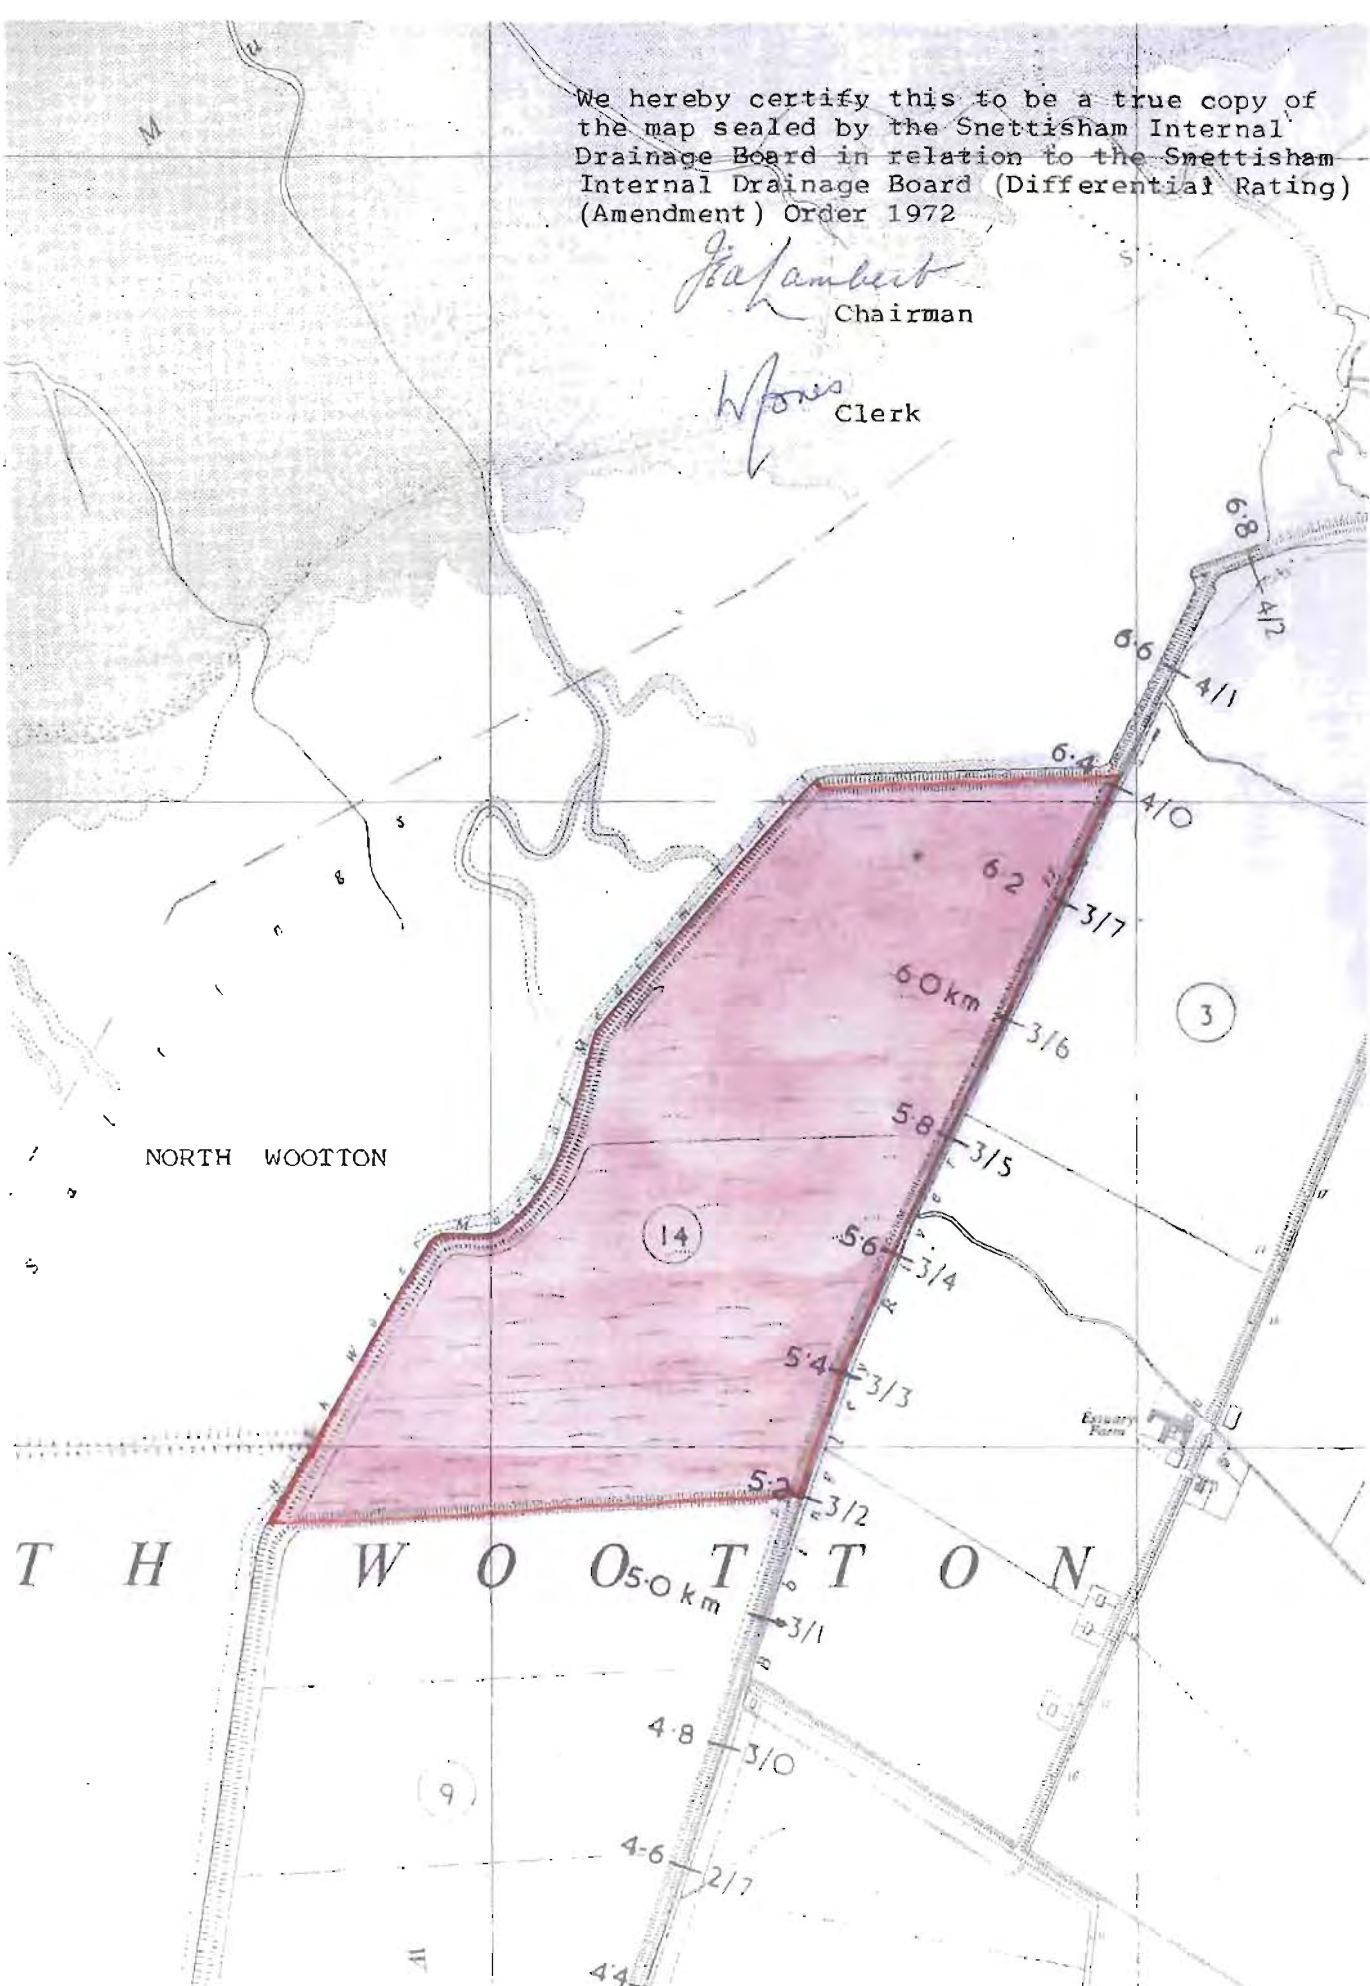 We hereby certify this to be a true copy of
the map sealed by the Snettisham Internal
Drainage Board in relation to the Snettisham
Internal Drainage Board (Differential Rating)
(Amendment) Order 1972
Chairman
Clerk
M
6.8
4/2
6.6
4/1
6.4
4/0
6.2
3/7
6.0 km
3/6
3
5.8
3/5
NORTH WOOTTON
14
5.6
3/4
5.4
3/3
Estuary
Farm
5.2
3/2
T H W O O T T O N
5.0 km
3/1
4.8
3/0
9
4.6
2/7
4.4